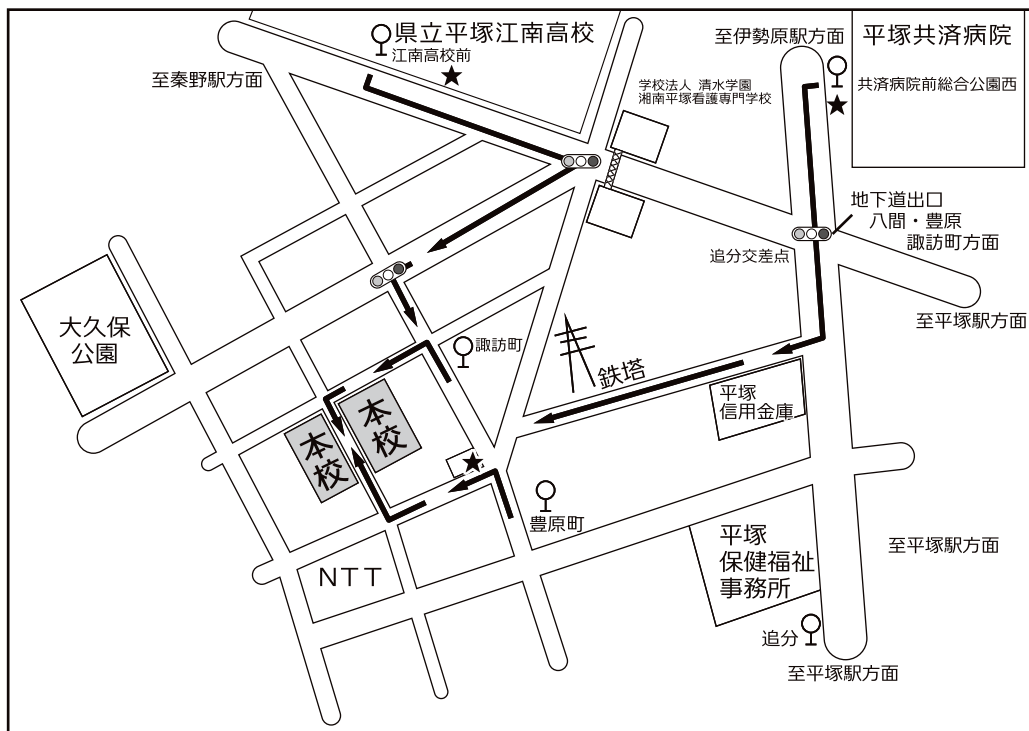 県立平塚江南高校
江南高校前
至秦野駅方面
至伊勢原駅方面
平塚共済病院
共済病院前総合公園西
学校法人 清水学園
湘南平塚看護専門学校
地下道出口
八間・豊原
諏訪町方面
追分交差点
至平塚駅方面
大久保
公園
諏訪町
鉄塔
平塚
信用金庫
本校
本校
豊原町
NTT
平塚
保健福祉
事務所
至平塚駅方面
追分
至平塚駅方面